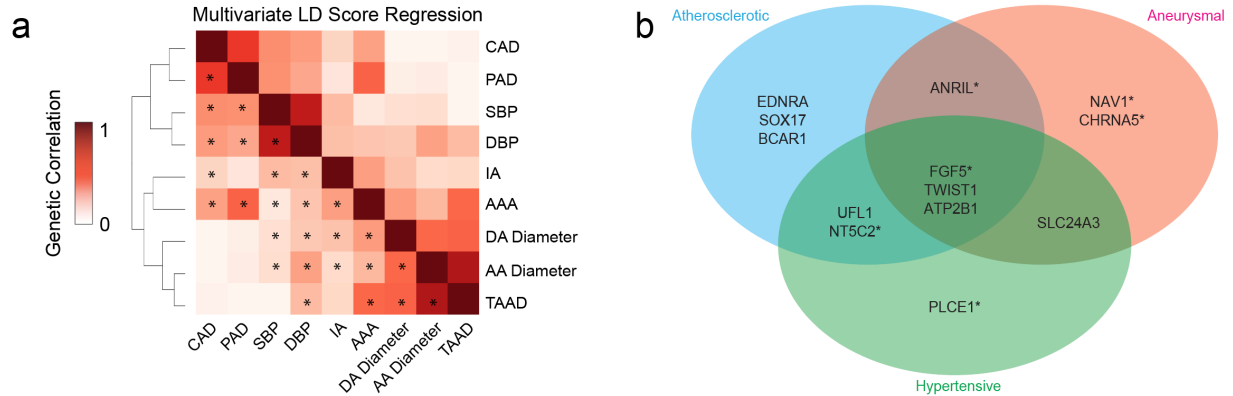 a
Multivariate LD Score Regression
Genetic Correlation
1
0
CAD
PAD
SBP
DBP
IA
AAA
DA Diameter
AA Diameter
TAAD
*
* *
* * *
* * *
* * * * *
* * * *
* * * * *
* * * *
CAD
PAD
SBP
DBP
IA
AAA
DA Diameter
AA Diameter
TAAD
b
Atherosclerotic
Aneurysmal
EDNRA
SOX17
BCAR1
ANRIL*
NAV1*
CHRNA5*
FGF5*
TWIST1
ATP2B1
UFL1
NT5C2*
SLC24A3
PLCE1*
Hypertensive